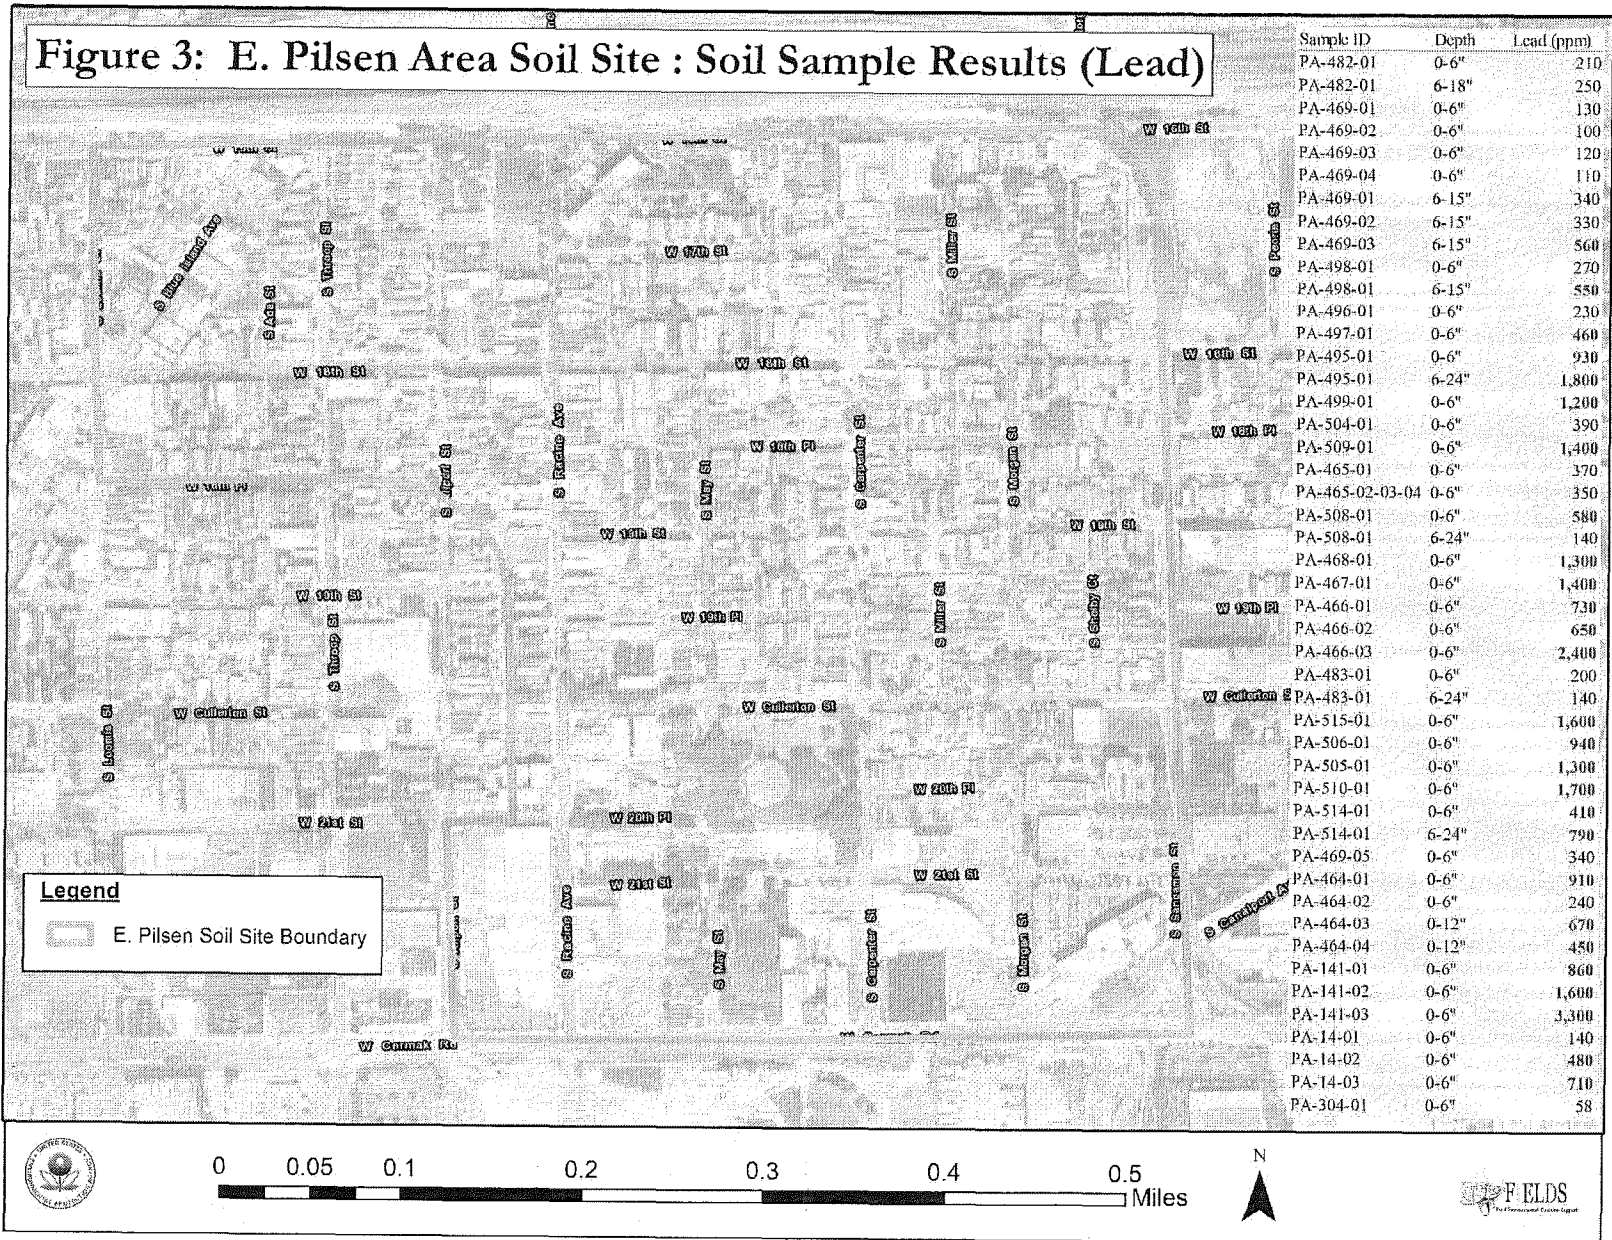 Figure 3: E. Pilsen Area Soil Site : Soil Sample Results (Lead)
Sample ID Depth Lead (ppm)
PA-482-01 0-6" 210
PA-482-01 6-18" 250
PA-469-01 0-6" 130
PA-469-02 0-6" 100
PA-469-03 0-6" 120
PA-469-04 0-6" 110
PA-469-01 6-15" 340
PA-469-02 6-15" 330
PA-469-03 6-15" 560
PA-498-01 0-6" 270
PA-498-01 6-15" 550
PA-496-01 0-6" 230
PA-497-01 0-6" 460
PA-495-01 0-6" 930
PA-495-01 6-24" 1,800
PA-499-01 0-6" 1,200
PA-504-01 0-6" 390
PA-509-01 0-6" 1,400
PA-465-01 0-6" 370
PA-465-02-03-04 0-6" 350
PA-508-01 0-6" 580
PA-508-01 6-24" 140
PA-468-01 0-6" 1,300
PA-467-01 0-6" 1,400
PA-466-01 0-6" 730
PA-466-02 0-6" 650
PA-466-03 0-6" 2,400
PA-483-01 0-6" 200
PA-483-01 6-24" 140
PA-515-01 0-6" 1,600
PA-506-01 0-6" 940
PA-505-01 0-6" 1,300
PA-510-01 0-6" 1,700
PA-514-01 0-6" 410
PA-514-01 6-24" 790
PA-469-05 0-6" 340
PA-464-01 0-6" 910
PA-464-02 0-6" 240
PA-464-03 0-12" 670
PA-464-04 0-12" 450
PA-141-01 0-6" 860
PA-141-02 0-6" 1,600
PA-141-03 0-6" 3,300
PA-14-01 0-6" 140
PA-14-02 0-6" 480
PA-14-03 0-6" 710
PA-304-01 0-6" 58
W 16th St
S Blue Island Ave
S Throop St
S Ada St
W 17th St
S Miller St
S Peoria St
W 18th St
W 18th St
W 18th St
S Racine Ave
S May St
W 18th Pl
S Carpenter St
S Morgan St
W 18th Pl
W 19th St
W 19th St
W 19th St
S Throop St
W 19th Pl
S Miller St
S Shelby Ct
W 19th Pl
S Loomis St
W Cullerton St
W Cullerton St
W Cullerton S
W 21st St
W 20th Pl
W 20th Pl
W 21st St
W 21st St
S Racine Ave
S May St
S Carpenter St
S Morgan St
S Sangamon St
S Canalport Av
W Cermak
Legend
E. Pilsen Soil Site Boundary
0 0.05 0.1 0.2 0.3 0.4 0.5
Miles
N
FIELDS